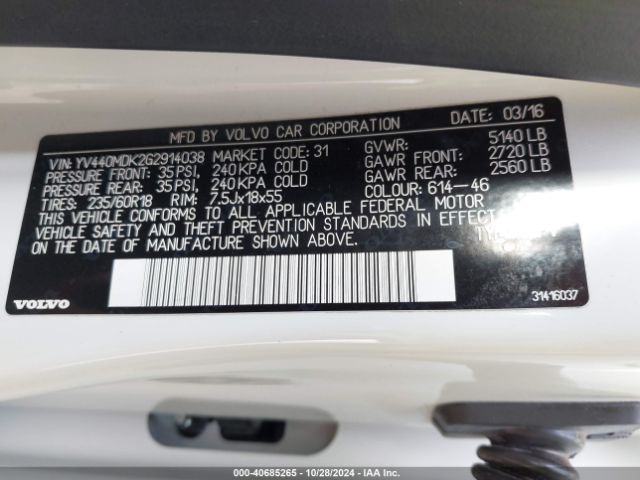 MFD BY VOLVO CAR CORPORATION DATE: 03/16
VIN: YV440MDK2G2914038 MARKET CODE: 31 GVWR: 5140 LB
PRESSURE FRONT: 35 PSI, 240 KPA COLD GAWR FRONT: 2720 LB
PRESSURE REAR: 35 PSI, 240 KPA COLD GAWR REAR: 2560 LB
TIRES: 235/60R18 RIM: 7.5Jx18x55 COLOUR: 614-46
THIS VEHICLE CONFORMS TO ALL APPLICABLE FEDERAL MOTOR
VEHICLE SAFETY AND THEFT PREVENTION STANDARDS IN EFFECT
ON THE DATE OF MANUFACTURE SHOWN ABOVE.
VOLVO
31416037
000-40685265 - 10/28/2024 - IAA Inc.